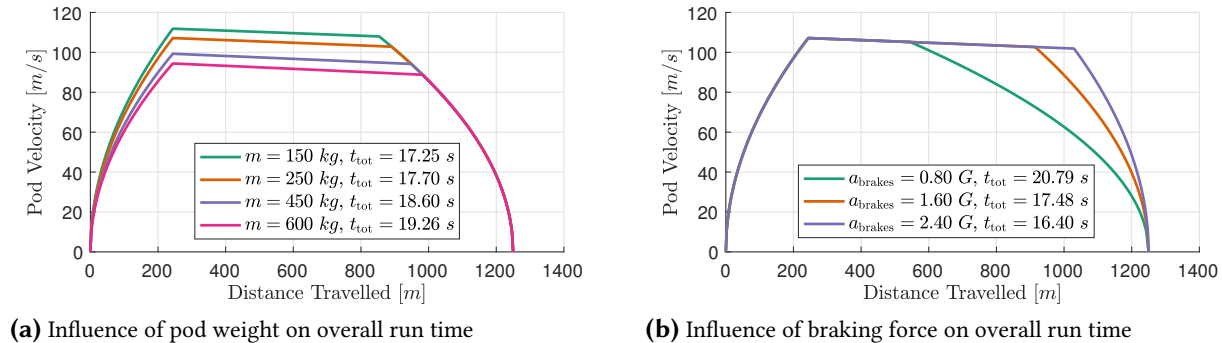 120
100
80
60
40
20
0
Pod Velocity [m/s]
m = 150 kg, t_tot = 17.25 s
m = 250 kg, t_tot = 17.70 s
m = 450 kg, t_tot = 18.60 s
m = 600 kg, t_tot = 19.26 s
0 200 400 600 800 1000 1200 1400
Distance Travelled [m]
(a) Influence of pod weight on overall run time
120
100
80
60
40
20
0
Pod Velocity [m/s]
a_brakes = 0.80 G, t_tot = 20.79 s
a_brakes = 1.60 G, t_tot = 17.48 s
a_brakes = 2.40 G, t_tot = 16.40 s
0 200 400 600 800 1000 1200 1400
Distance Travelled [m]
(b) Influence of braking force on overall run time